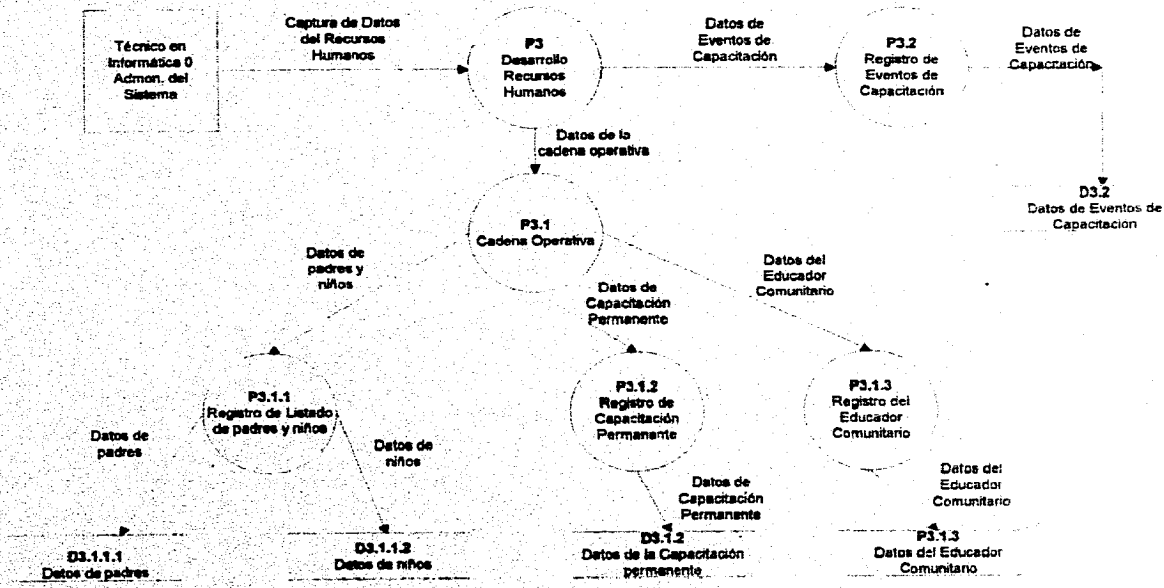 Técnico en
Informática 0
Admon. del
Sistema
Captura de Datos
del Recursos
Humanos
P3
Desarrollo
Recursos
Humanos
Datos de
Eventos de
Capacitación
P3.2
Registro de
Eventos de
Capacitación
Datos de
Eventos de
Capacitación
Datos de la
cadena operativa
D3.2
Datos de Eventos de
Capacitación
P3.1
Cadena Operativa
Datos de
padres y
niños
Datos de
Capacitación
Permanente
Datos del
Educador
Comunitario
P3.1.1
Registro de Listado
de padres y niños
P3.1.2
Registro de
Capacitación
Permanente
P3.1.3
Registro del
Educador
Comunitario
Datos de
padres
Datos de
niños
Datos de
Capacitación
Permanente
Datos del
Educador
Comunitario
D3.1.1.1
Datos de padres
D3.1.1.2
Datos de niños
D3.1.2
Datos de la Capacitación
permanente
P3.1.3
Datos del Educador
Comunitario